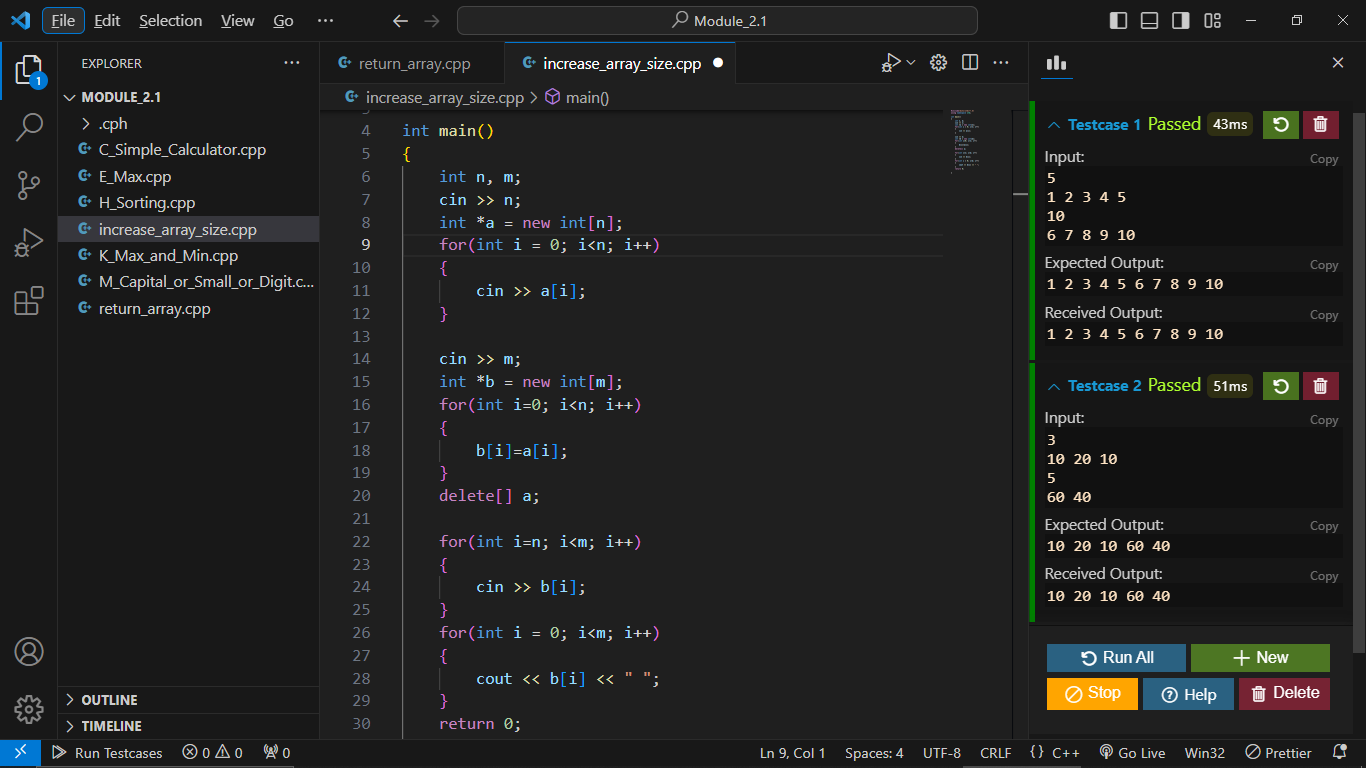 File Edit Selection View Go ··· Module_2.1
EXPLORER ···
MODULE_2.1
.cph
C_Simple_Calculator.cpp
E_Max.cpp
H_Sorting.cpp
increase_array_size.cpp
K_Max_and_Min.cpp
M_Capital_or_Small_or_Digit.c...
return_array.cpp
OUTLINE
TIMELINE
1
return_array.cpp increase_array_size.cpp
increase_array_size.cpp > main()
4 int main()
5 {
6 int n, m;
7 cin >> n;
8 int *a = new int[n];
9 for(int i = 0; i<n; i++)
10 {
11 cin >> a[i];
12 }
13
14 cin >> m;
15 int *b = new int[m];
16 for(int i=0; i<n; i++)
17 {
18 b[i]=a[i];
19 }
20 delete[] a;
21
22 for(int i=n; i<m; i++)
23 {
24 cin >> b[i];
25 }
26 for(int i = 0; i<m; i++)
27 {
28 cout << b[i] << " ";
29 }
30 return 0;
Testcase 1 Passed 43ms
Input: Copy
5
1 2 3 4 5
10
6 7 8 9 10
Expected Output: Copy
1 2 3 4 5 6 7 8 9 10
Received Output: Copy
1 2 3 4 5 6 7 8 9 10
Testcase 2 Passed 51ms
Input: Copy
3
10 20 10
5
60 40
Expected Output: Copy
10 20 10 60 40
Received Output: Copy
10 20 10 60 40
Run All + New
Stop Help Delete
Run Testcases 0 0 0 Ln 9, Col 1 Spaces: 4 UTF-8 CRLF {} C++ Go Live Win32 Prettier